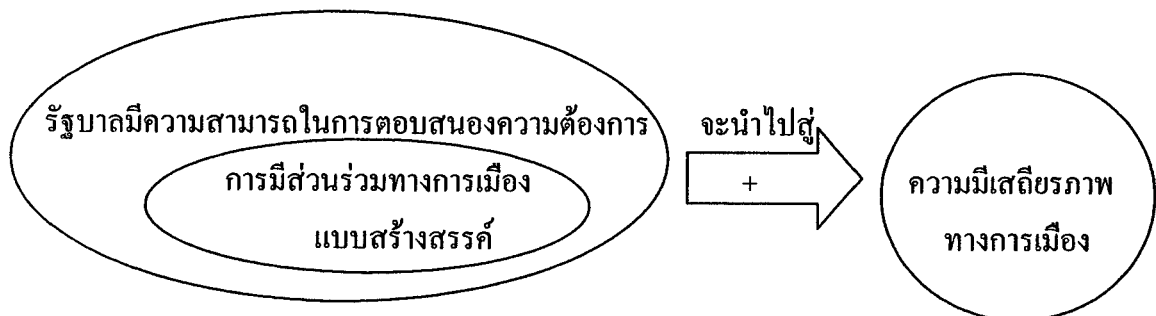 รัฐบาลมีความสามารถในการตอบสนองความต้องการ
การมีส่วนร่วมทางการเมือง
แบบสร้างสรรค์
จะนำไปสู่
+
ความมีเสถียรภาพ
ทางการเมือง